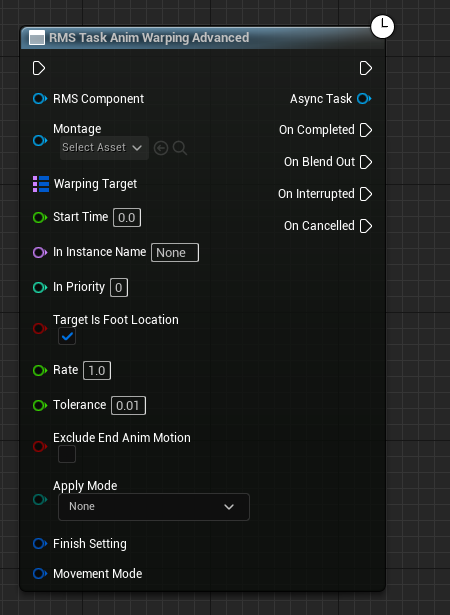 RMS Task Anim Warping Advanced
RMS Component
Async Task
Montage
Select Asset
On Completed
On Blend Out
Warping Target
On Interrupted
Start Time 0.0
On Cancelled
In Instance Name None
In Priority 0
Target Is Foot Location
Rate 1.0
Tolerance 0.01
Exclude End Anim Motion
Apply Mode
None
Finish Setting
Movement Mode